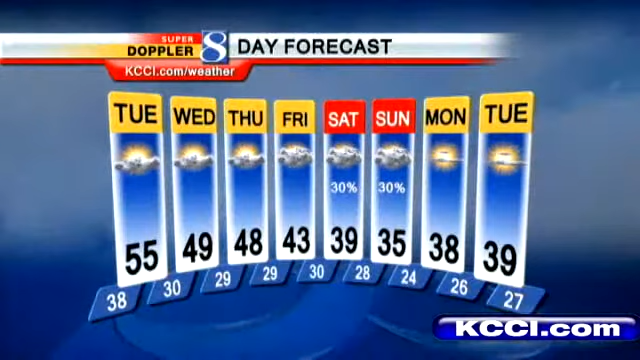 SUPER
DOPPLER 8 DAY FORECAST
KCCI.com/weather
TUE WED THU FRI SAT SUN MON TUE
30% 30%
55 49 48 43 39 35 38 39
38 30 29 29 30 28 24 26 27
KCCI.com